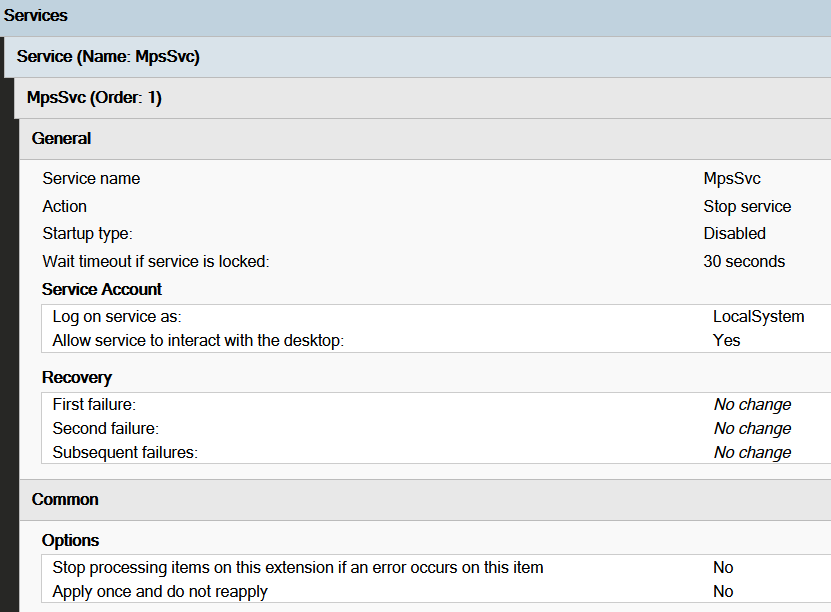 Services
Service (Name: MpsSvc)
MpsSvc (Order: 1)
General
Service name MpsSvc
Action Stop service
Startup type: Disabled
Wait timeout if service is locked: 30 seconds
Service Account
Log on service as: LocalSystem
Allow service to interact with the desktop: Yes
Recovery
First failure: No change
Second failure: No change
Subsequent failures: No change
Common
Options
Stop processing items on this extension if an error occurs on this item No
Apply once and do not reapply No